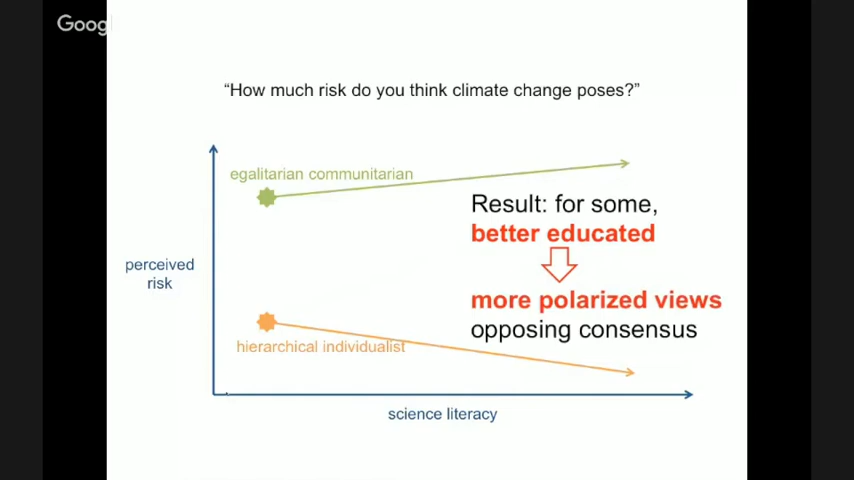 Googl
“How much risk do you think climate change poses?”
egalitarian communitarian
Result: for some,
better educated
perceived
risk
more polarized views
opposing consensus
hierarchical individualist
science literacy